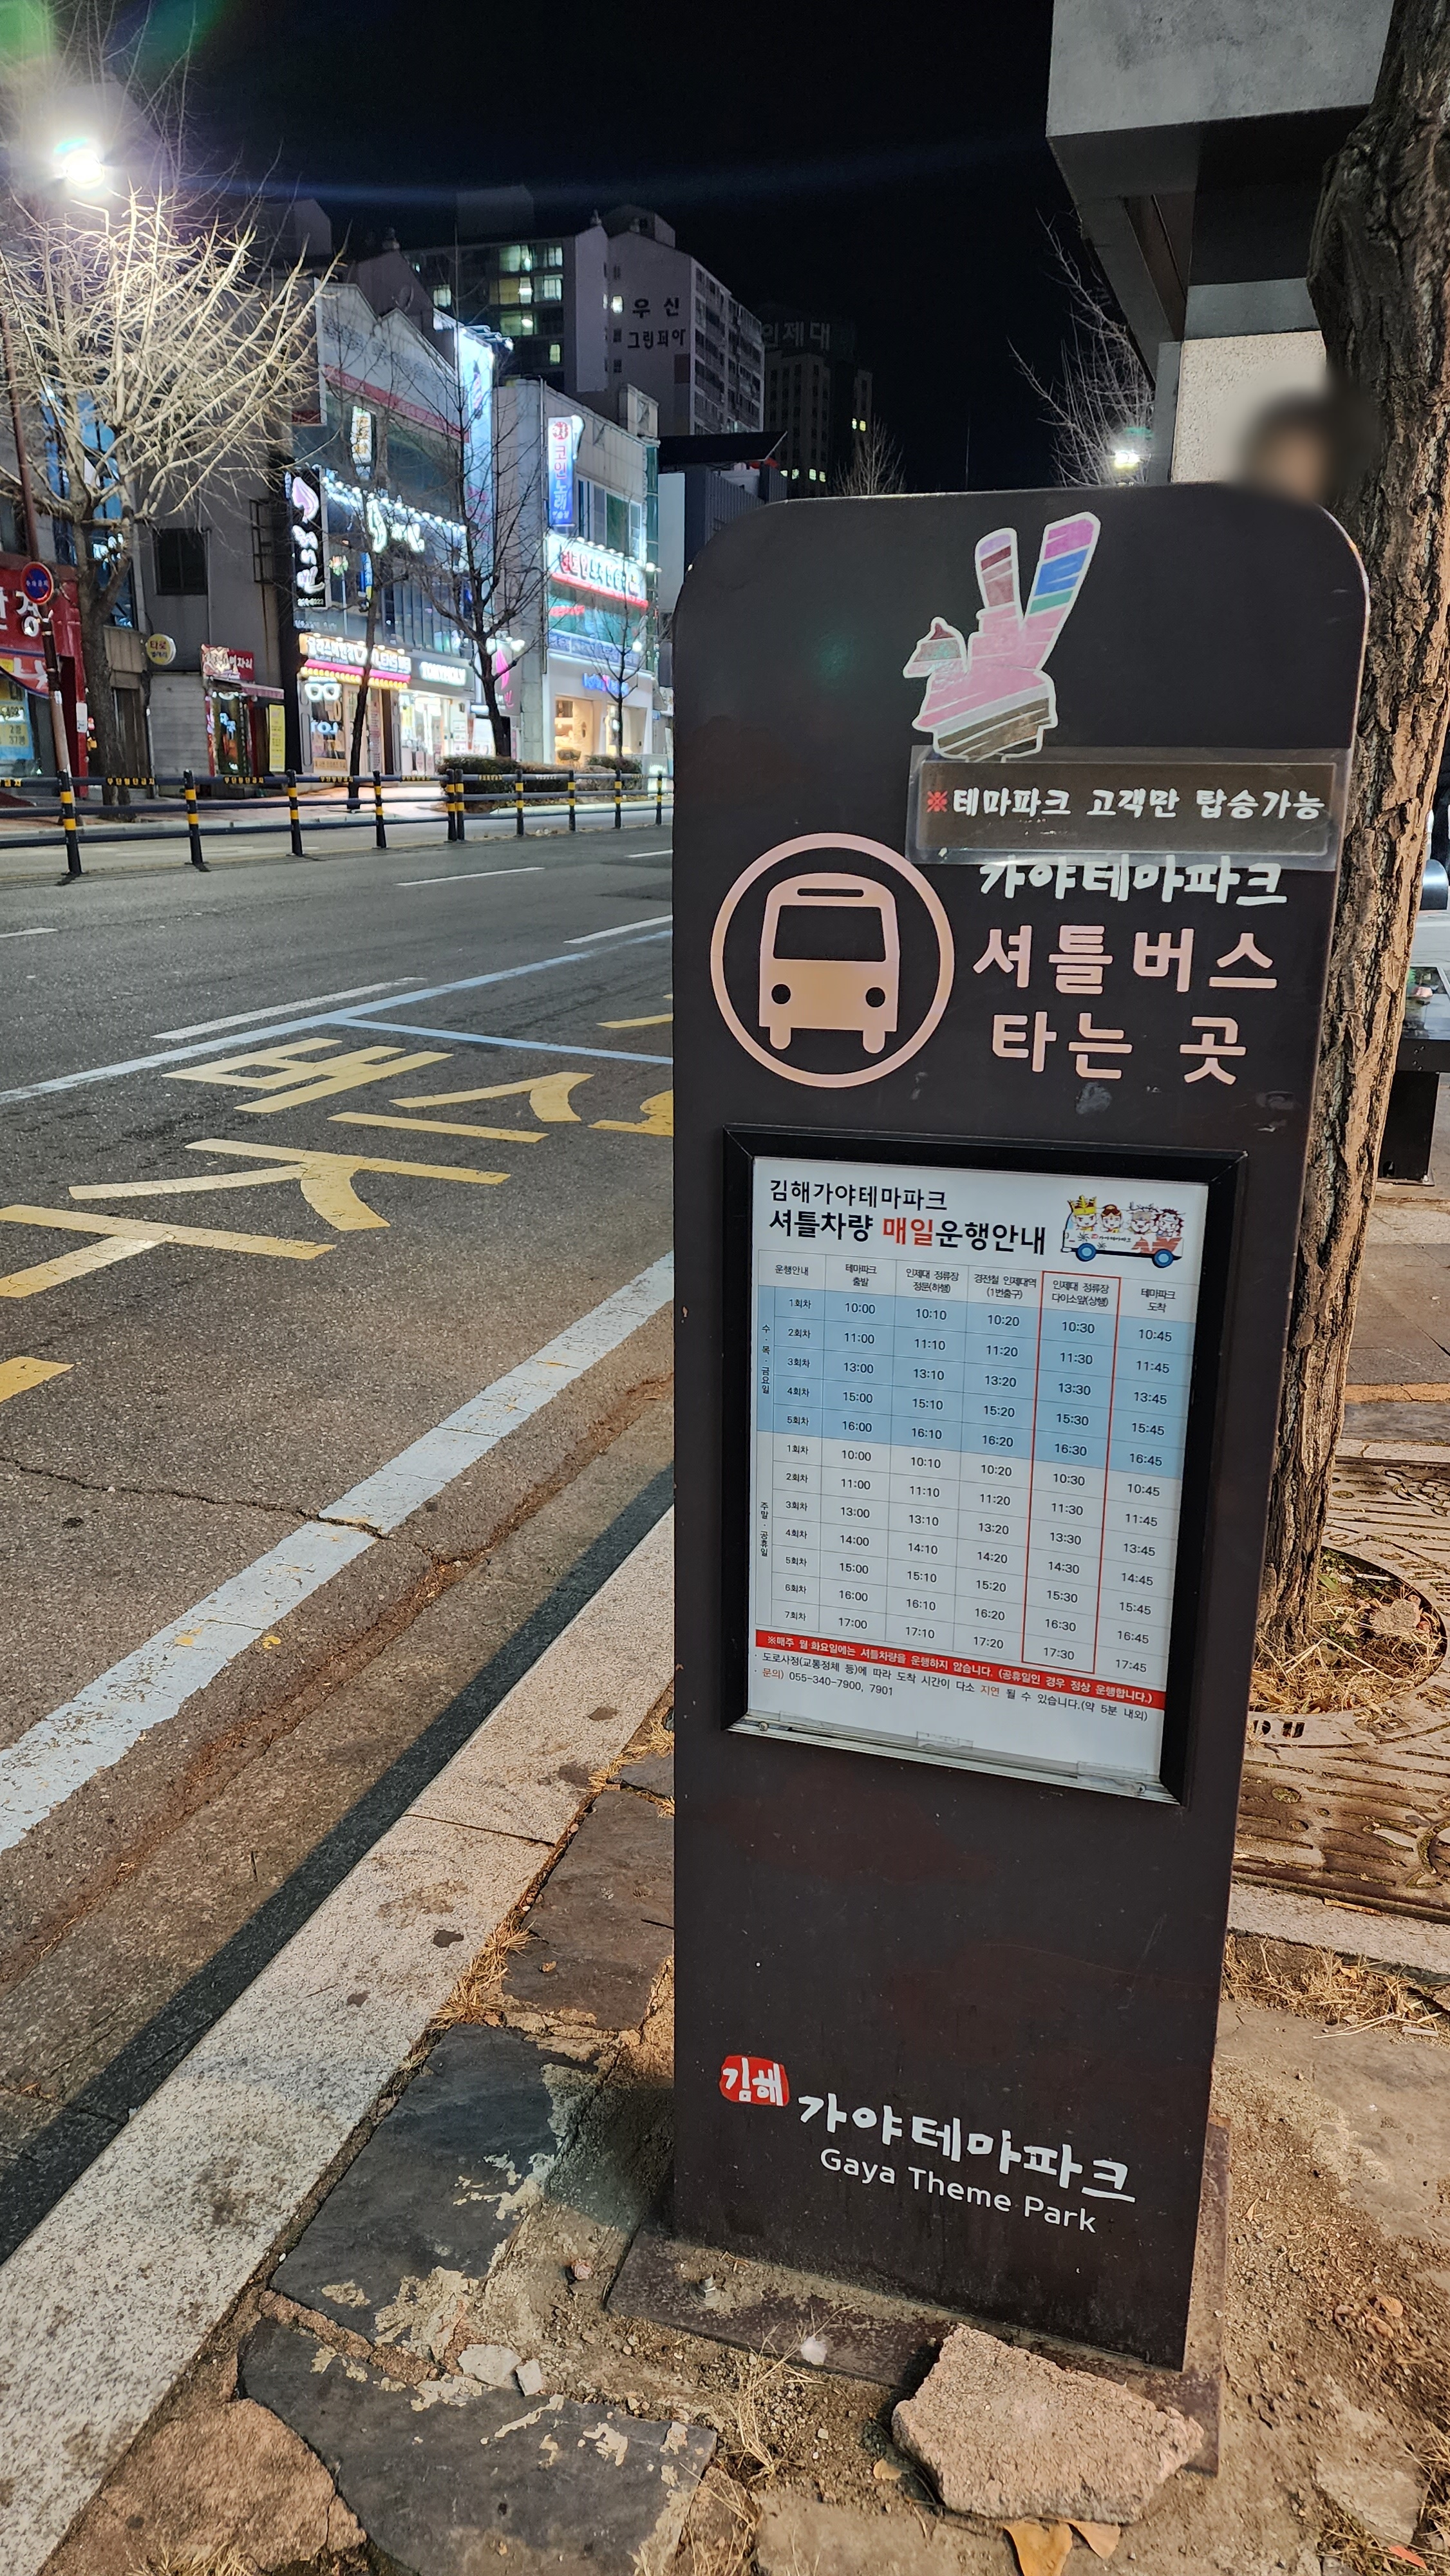 우신
그린피아
인제대
코인노래
타로
※테마파크 고객만 탑승가능
가야테마파크
셔틀버스
타는 곳
버스
김해가야테마파크
셔틀차량 매일운행안내
운행안내 테마파크 출발 인제대 정류장 정문(하행) 경전철 인제대역 (1번출구) 인제대 정류장 다이소앞(상행) 테마파크 도착
수·목·금요일
1회차 10:00 10:10 10:20 10:30 10:45
2회차 11:00 11:10 11:20 11:30 11:45
3회차 13:00 13:10 13:20 13:30 13:45
4회차 15:00 15:10 15:20 15:30 15:45
5회차 16:00 16:10 16:20 16:30 16:45
주말·공휴일
1회차 10:00 10:10 10:20 10:30 10:45
2회차 11:00 11:10 11:20 11:30 11:45
3회차 13:00 13:10 13:20 13:30 13:45
4회차 14:00 14:10 14:20 14:30 14:45
5회차 15:00 15:10 15:20 15:30 15:45
6회차 16:00 16:10 16:20 16:30 16:45
7회차 17:00 17:10 17:20 17:30 17:45
※매주 월·화요일에는 셔틀차량을 운행하지 않습니다. (공휴일인 경우 정상 운행합니다.)
· 도로사정(교통정체 등)에 따라 도착 시간이 다소 지연 될 수 있습니다.(약 5분 내외)
· 문의) 055-340-7900, 7901
김해
가야테마파크
Gaya Theme Park